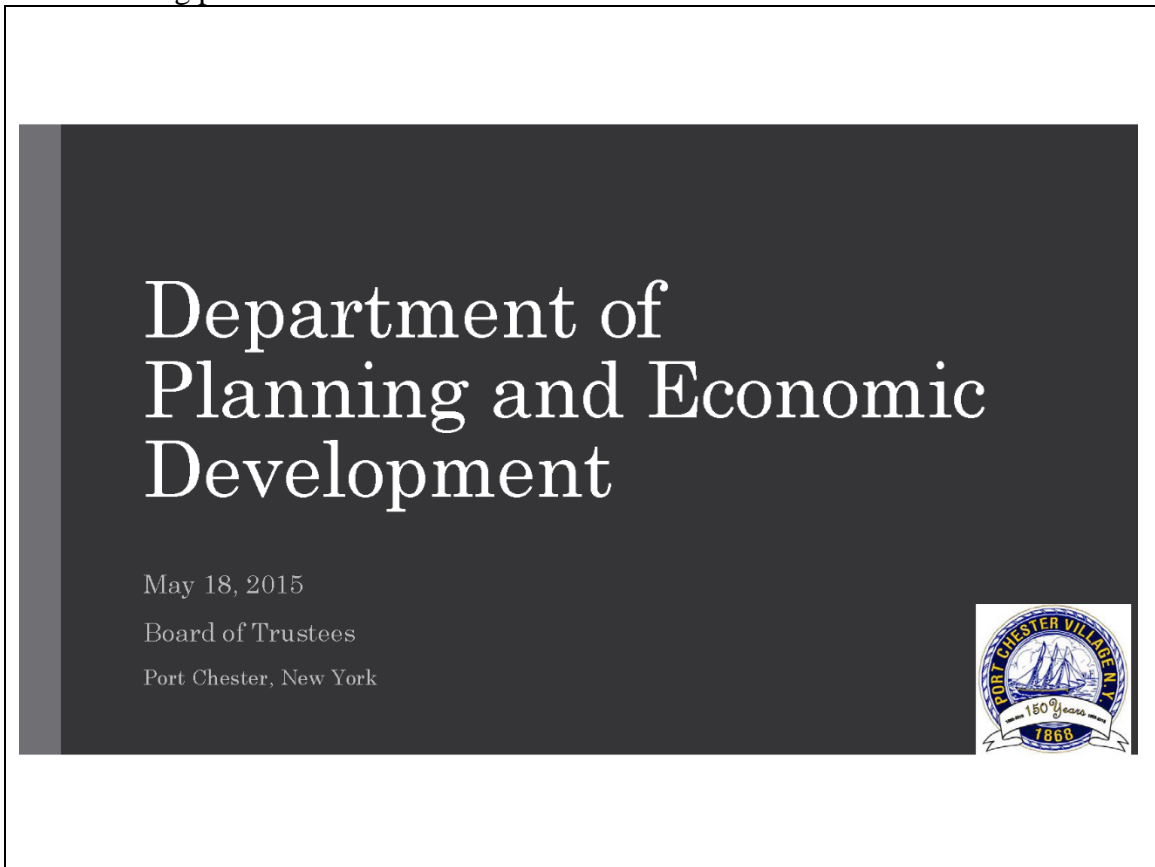 Department of
Planning and Economic
Development
May 18, 2015
Board of Trustees
Port Chester, New York
PORT CHESTER VILLAGE N.Y.
150 Years
1868